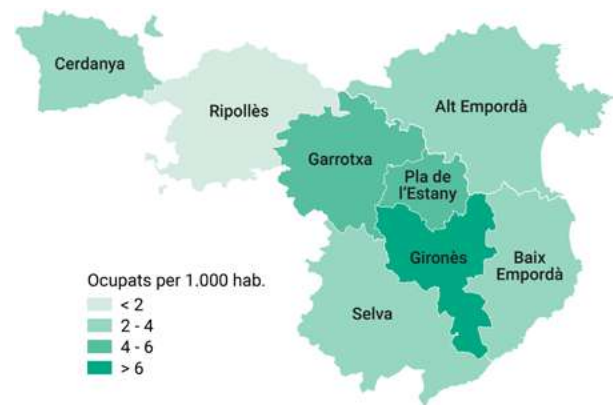 Cerdanya
Ripollès
Alt Empordà
Garrotxa
Pla de
l'Estany
Gironès
Baix
Empordà
Selva
Ocupats per 1.000 hab.
< 2
2 - 4
4 - 6
> 6